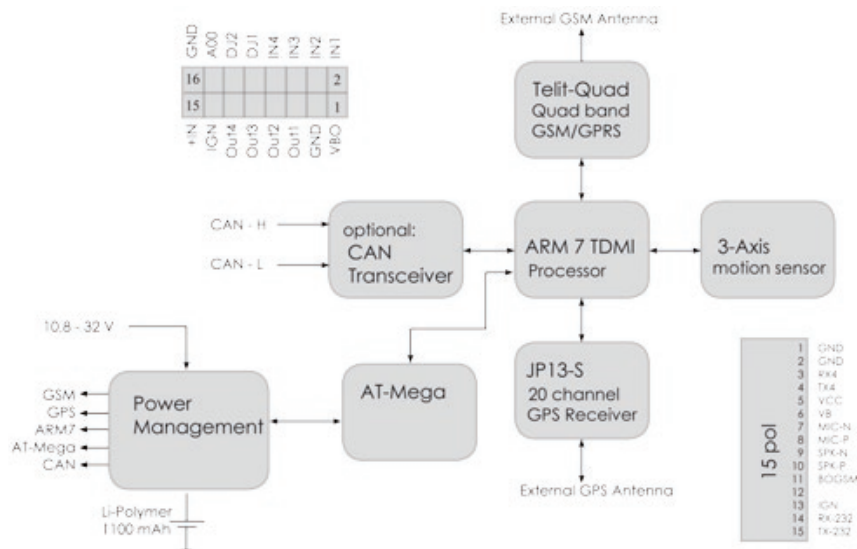 External GSM Antenna
GND
A00
DJ2
DJ1
IN4
IN3
IN2
IN1
16
2
15
1
+IN
IGN
Out4
Out3
Out2
Out1
GND
VBO
Telit-Quad
Quad band
GSM/GPRS
CAN - H
CAN - L
optional:
CAN
Transceiver
ARM 7 TDMI
Processor
3-Axis
motion sensor
10.8 - 32 V
GSM
GPS
ARM7
AT-Mega
CAN
Power
Management
AT-Mega
JP13-S
20 channel
GPS Receiver
External GPS Antenna
Li-Polymer
1100 mAh
15 pol
1 GND
2 GND
3 RX4
4 TX4
5 VCC
6 VB
7 MIC-N
8 MIC-P
9 SPK-N
10 SPK-P
11 BOGSM
12
13 IGN
14 RX-232
15 TX-232